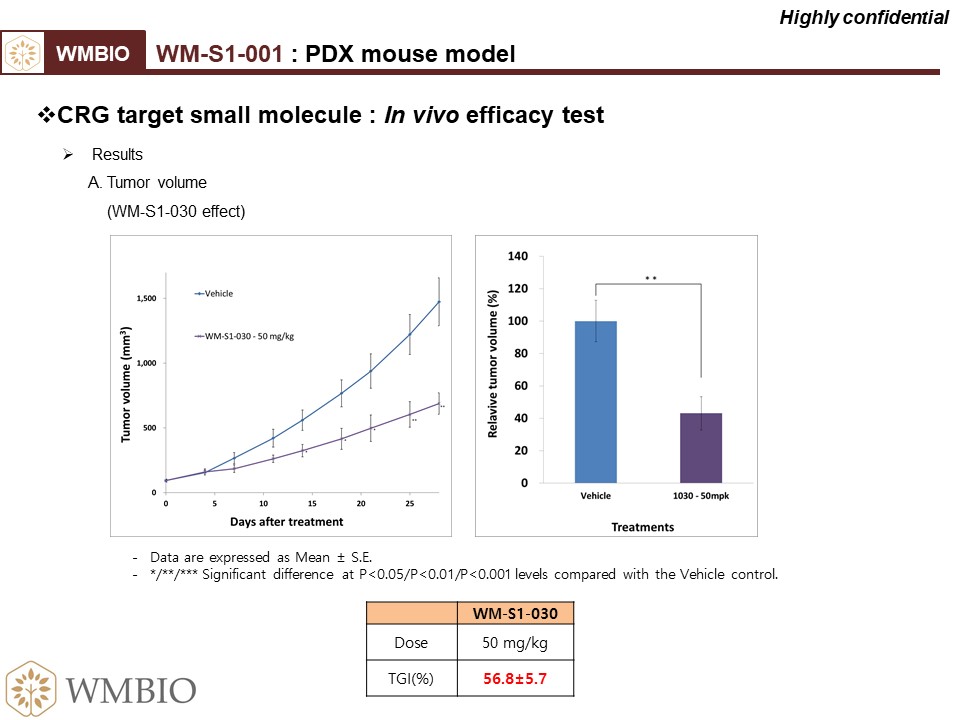 Highly confidential
WMBIO
WM-S1-001 : PDX mouse model
❖CRG target small molecule : In vivo efficacy test
➢ Results
A. Tumor volume
(WM-S1-030 effect)
Tumor volume (mm³)
1,500
1,000
500
0
Vehicle
WM-S1-030 - 50 mg/kg
*
*
**
**
0 5 10 15 20 25
Days after treatment
Relavive tumor volume (%)
140
120
100
80
60
40
20
0
**
Vehicle 1030 - 50mpk
Treatments
- Data are expressed as Mean ± S.E.
- */**/*** Significant difference at P<0.05/P<0.01/P<0.001 levels compared with the Vehicle control.
WM-S1-030
Dose 50 mg/kg
TGI(%) 56.8±5.7
WMBIO